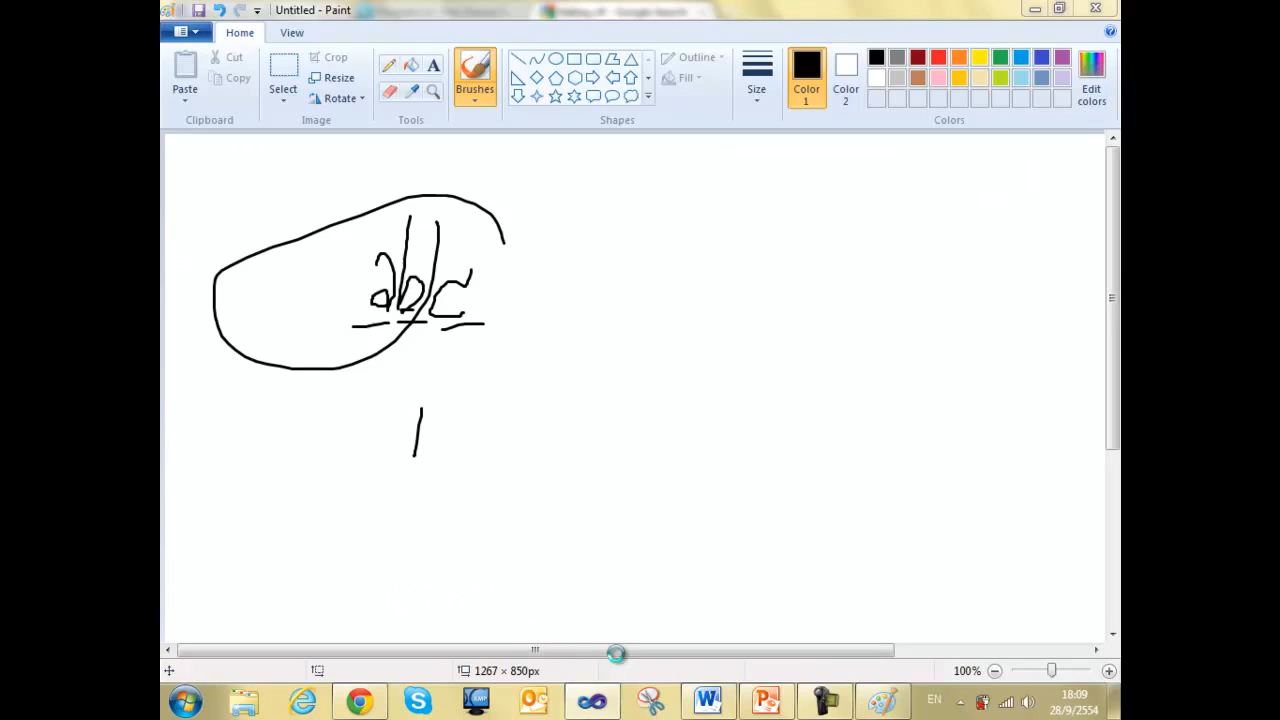 Untitled - Paint
Home View
Paste
Cut
Copy
Clipboard
Select
Crop
Resize
Rotate
Image
Tools
Brushes
Shapes
Outline
Fill
Size
Color 1
Color 2
Edit colors
Colors
abc
1267 × 850px
100%
EN
18:09
28/9/2554